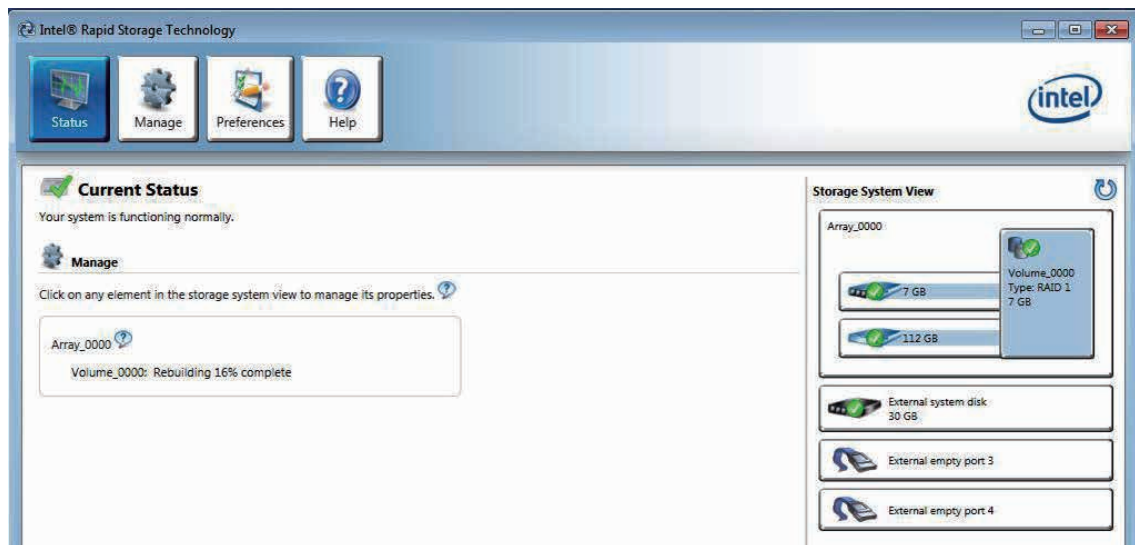 Intel® Rapid Storage Technology
Status
Manage
Preferences
Help
intel
Current Status
Your system is functioning normally.
Manage
Click on any element in the storage system view to manage its properties.
Array_0000
Volume_0000: Rebuilding 16% complete
Storage System View
Array_0000
Volume_0000
Type: RAID 1
7 GB
7 GB
112 GB
External system disk
30 GB
External empty port 3
External empty port 4